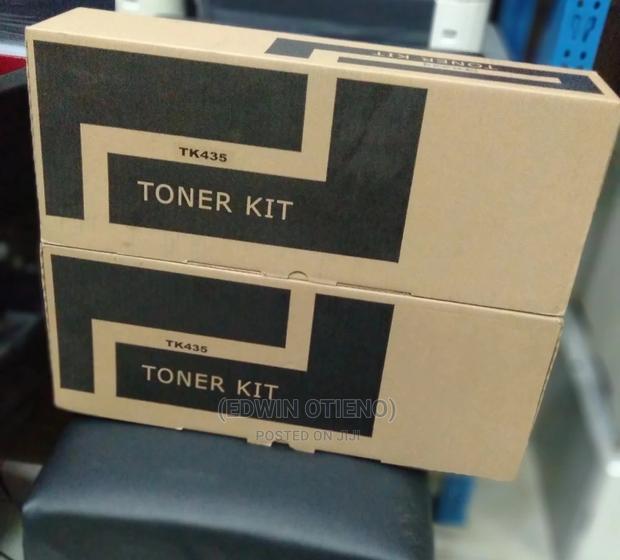 TONER KIT
TK435
TONER KIT
TK435
TONER KIT
(EDWIN OTIENO)
POSTED ON JIJI